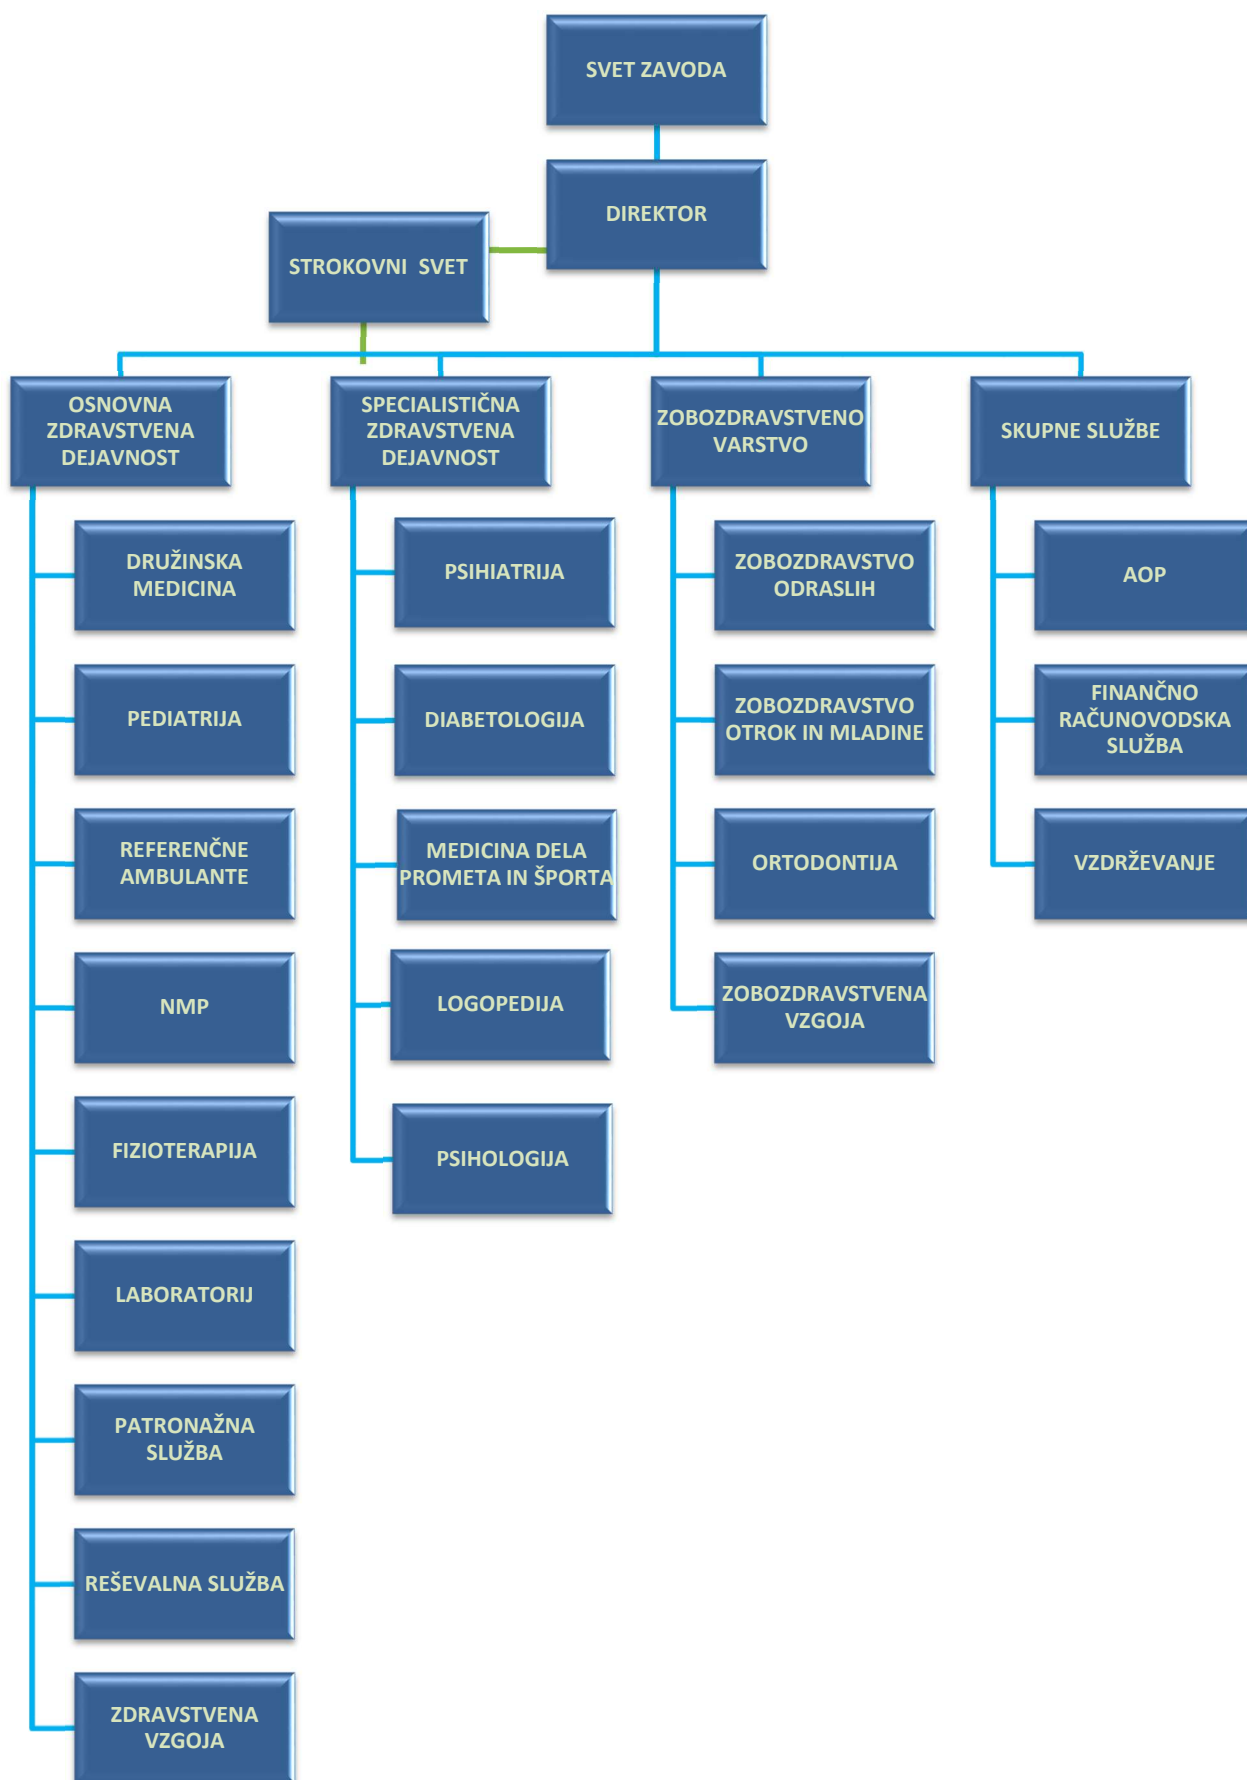 SVET ZAVODA
DIREKTOR
STROKOVNI SVET
OSNOVNA
ZDRAVSTVENA
DEJAVNOST
DRUŽINSKA
MEDICINA
PEDIATRIJA
REFERENČNE
AMBULANTE
NMP
FIZIOTERAPIJA
LABORATORIJ
PATRONAŽNA
SLUŽBA
REŠEVALNA SLUŽBA
ZDRAVSTVENA
VZGOJA
SPECIALISTIČNA
ZDRAVSTVENA
DEJAVNOST
PSIHIATRIJA
DIABETOLOGIJA
MEDICINA DELA
PROMETA IN ŠPORTA
LOGOPEDIJA
PSIHOLOGIJA
ZOBOZDRAVSTVENO
VARSTVO
ZOBOZDRAVSTVO
ODRASLIH
ZOBOZDRAVSTVO
OTROK IN MLADINE
ORTODONTIJA
ZOBOZDRAVSTVENA
VZGOJA
SKUPNE SLUŽBE
AOP
FINANČNO
RAČUNOVODSKA
SLUŽBA
VZDRŽEVANJE